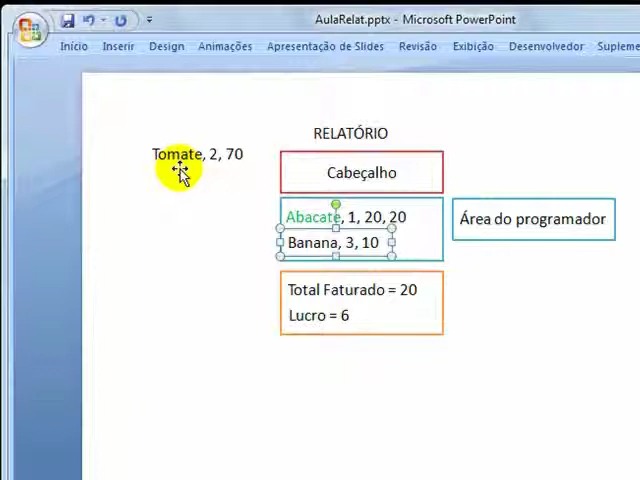 AulaRelat.pptx - Microsoft PowerPoint
Início Inserir Design Animações Apresentação de Slides Revisão Exibição Desenvolvedor Supleme
RELATÓRIO
Tomate, 2, 70
Cabeçalho
Abacate, 1, 20, 20
Área do programador
Banana, 3, 10
Total Faturado = 20
Lucro = 6